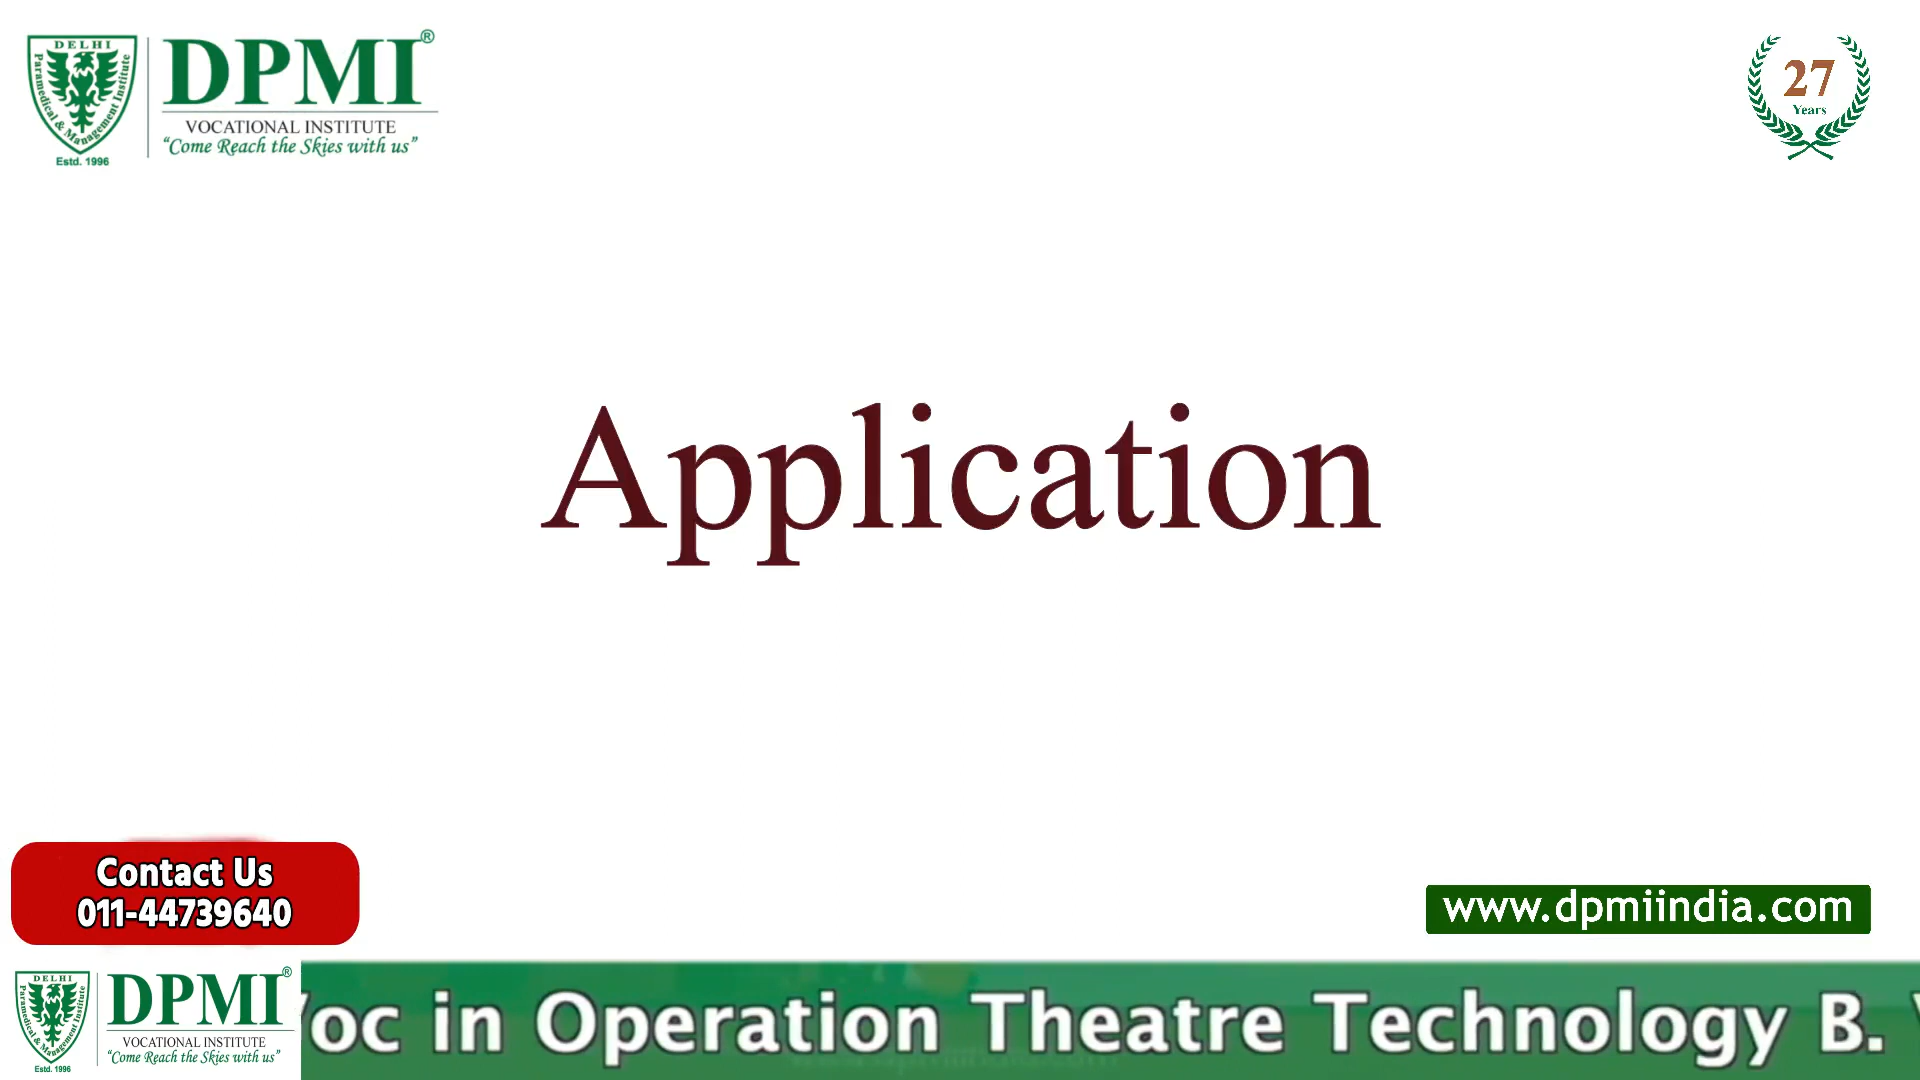 DELHI
Paramedical & Management Institute
Estd. 1996
DPMI®
VOCATIONAL INSTITUTE
“Come Reach the Skies with us”
27
Years
Application
Contact Us
011-44739640
www.dpmiindia.com
DELHI
Paramedical & Management Institute
Estd. 1996
DPMI®
VOCATIONAL INSTITUTE
“Come Reach the Skies with us”
in Operation Theatre Technology B.